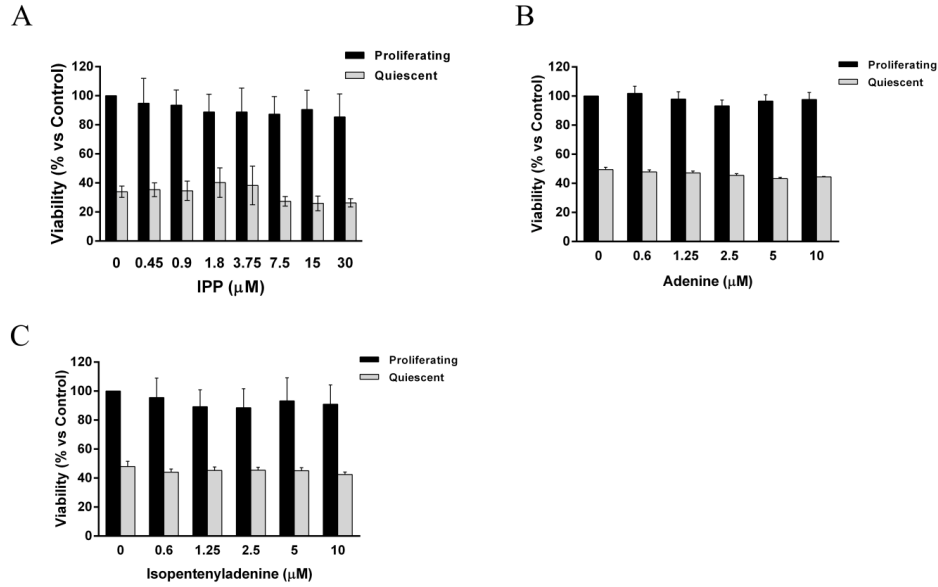 A
Proliferating
Quiescent
Viability (% vs Control)
120
100
80
60
40
20
0
0 0.45 0.9 1.8 3.75 7.5 15 30
IPP (μM)
B
Proliferating
Quiescent
Viability (% vs Control)
120
100
80
60
40
20
0
0 0.6 1.25 2.5 5 10
Adenine (μM)
C
Proliferating
Quiescent
Viability (% vs Control)
120
100
80
60
40
20
0
0 0.6 1.25 2.5 5 10
Isopentenyladenine (μM)